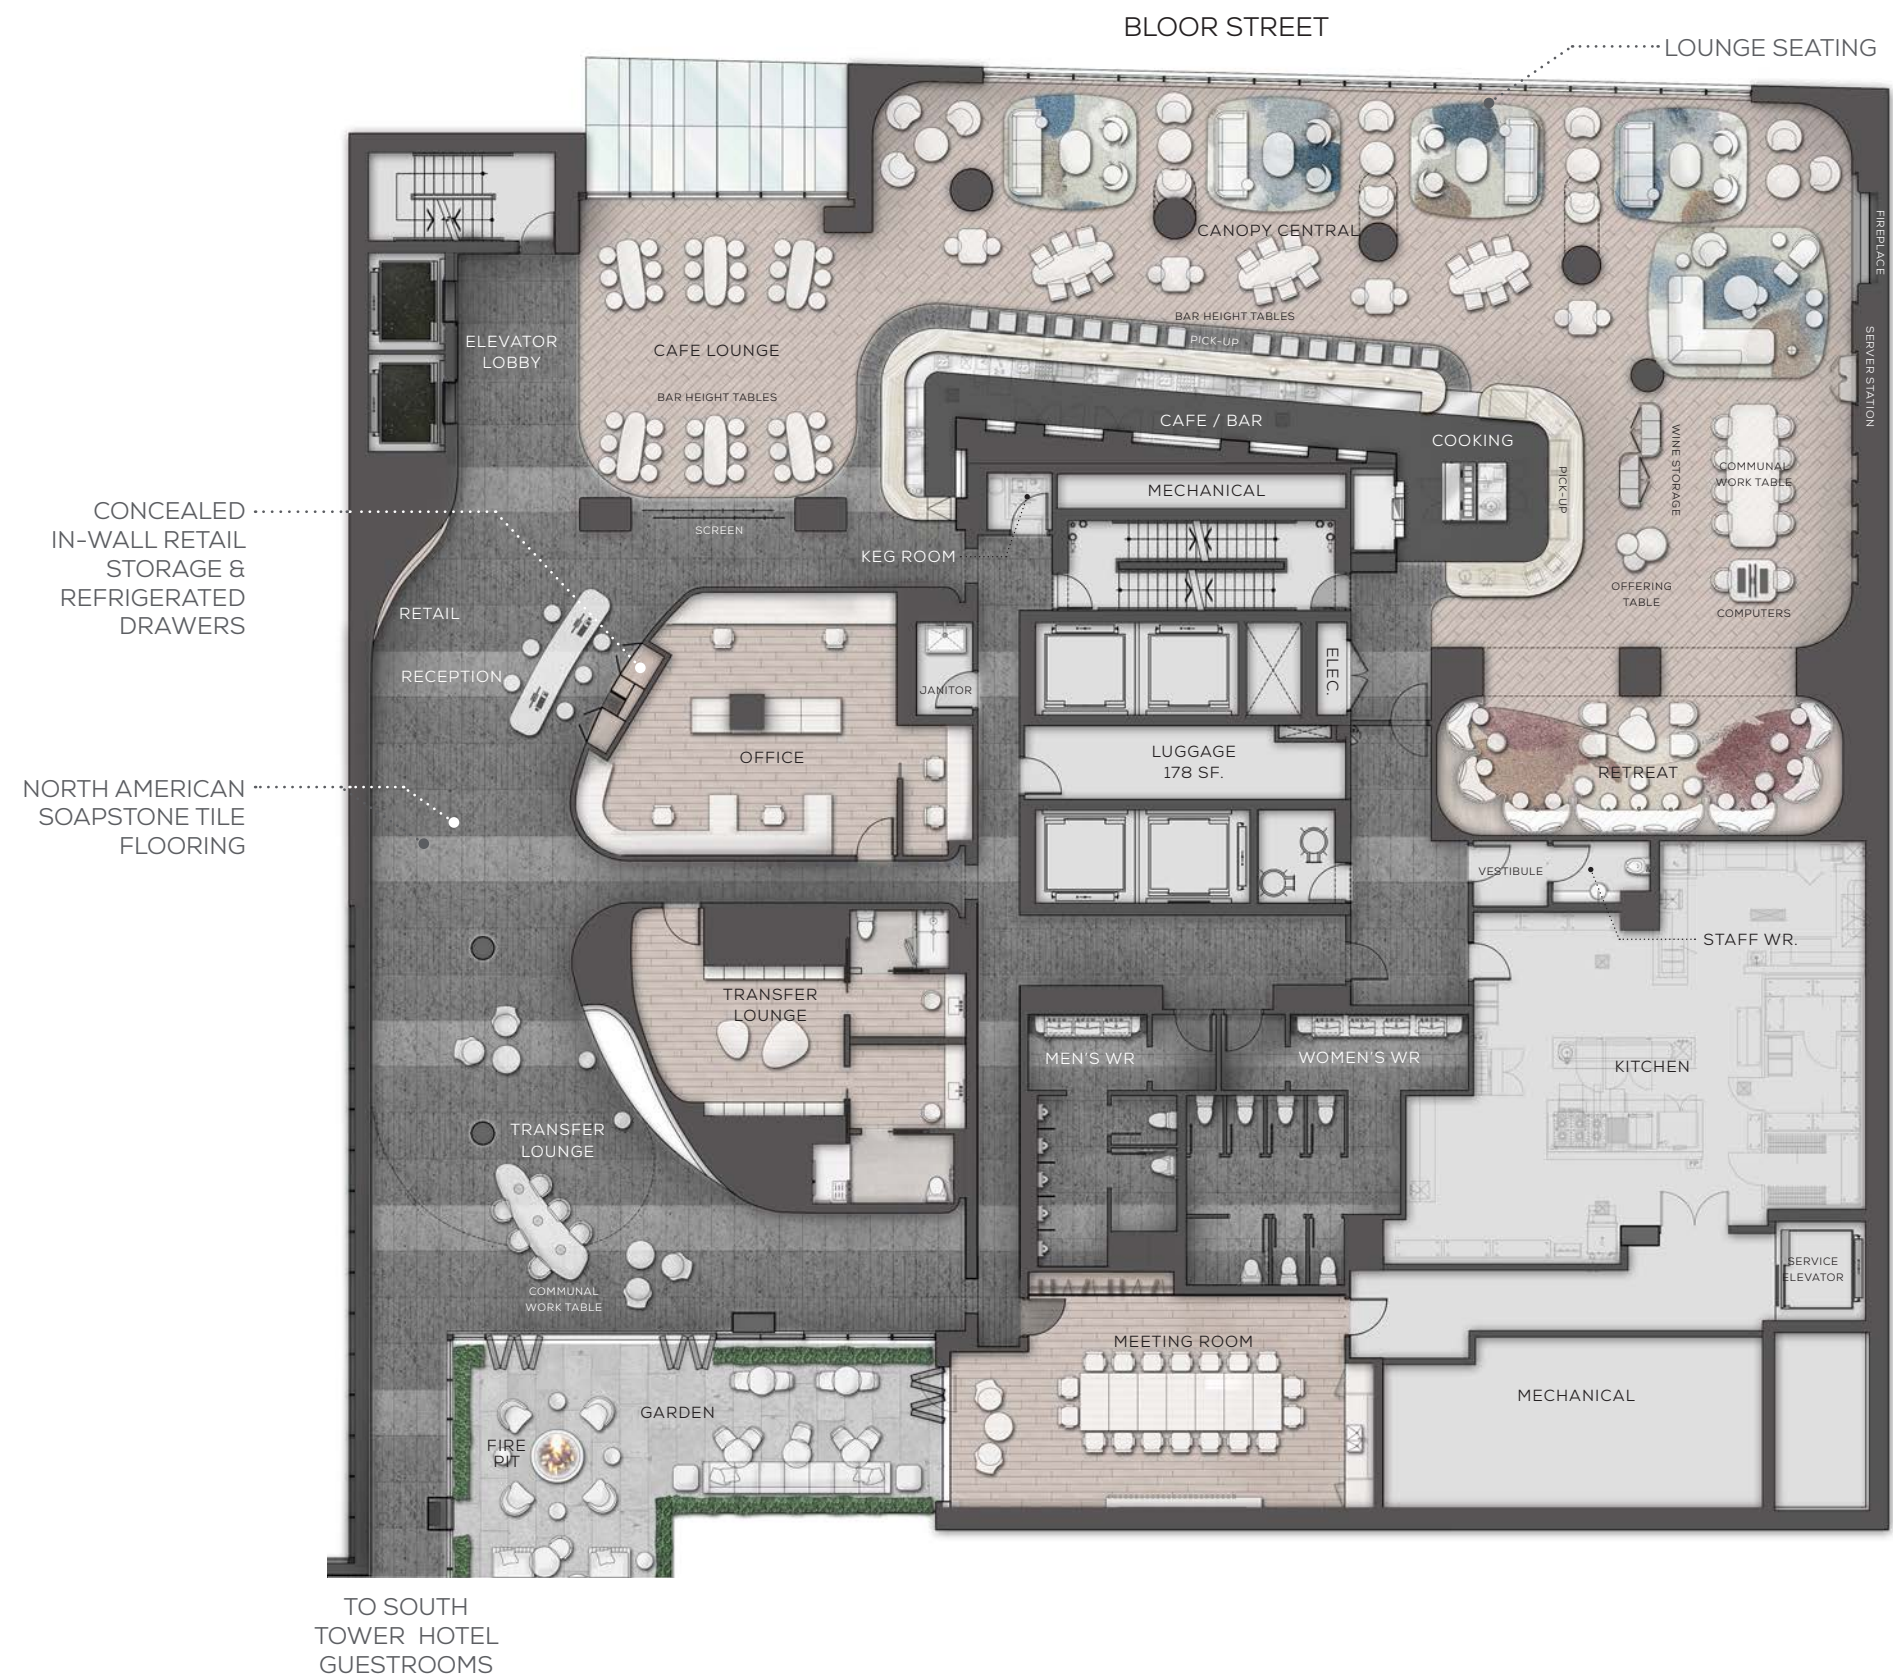 BLOOR STREET
LOUNGE SEATING
CANOPY CENTRAL
FIREPLACE
BAR HEIGHT TABLES
PICK-UP
ELEVATOR
LOBBY
CAFE LOUNGE
BAR HEIGHT TABLES
SERVER STATION
CAFE / BAR
COOKING
WINE STORAGE
COMMUNAL
WORK TABLE
PICK-UP
MECHANICAL
CONCEALED
IN-WALL RETAIL
STORAGE &
REFRIGERATED
DRAWERS
SCREEN
KEG ROOM
OFFERING
TABLE
COMPUTERS
RETAIL
RECEPTION
JANITOR
ELEC.
OFFICE
LUGGAGE
178 SF.
RETREAT
NORTH AMERICAN
SOAPSTONE TILE
FLOORING
VESTIBULE
STAFF WR.
TRANSFER
LOUNGE
MEN'S WR
WOMEN'S WR
KITCHEN
TRANSFER
LOUNGE
SERVICE
ELEVATOR
COMMUNAL
WORK TABLE
MEETING ROOM
MECHANICAL
GARDEN
FIRE
PIT
TO SOUTH
TOWER HOTEL
GUESTROOMS